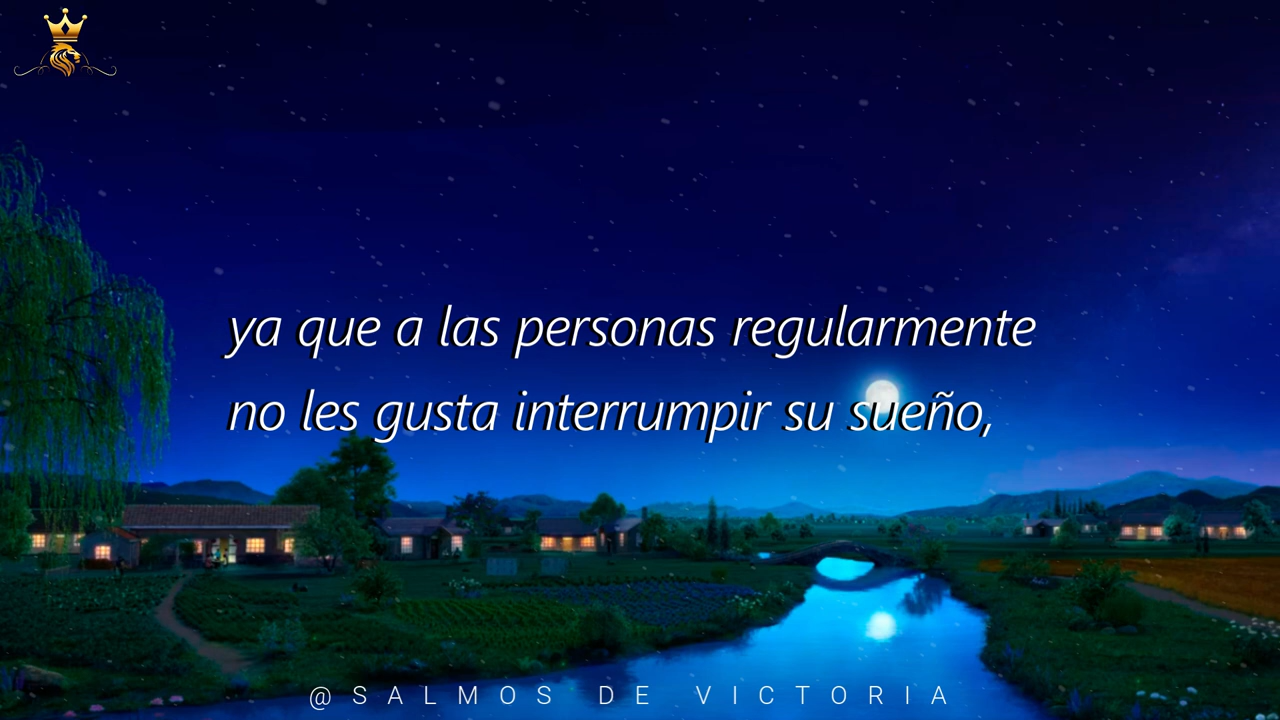 ya que a las personas regularmente
no les gusta interrumpir su sueño,
@SALMOS DE VICTORIA